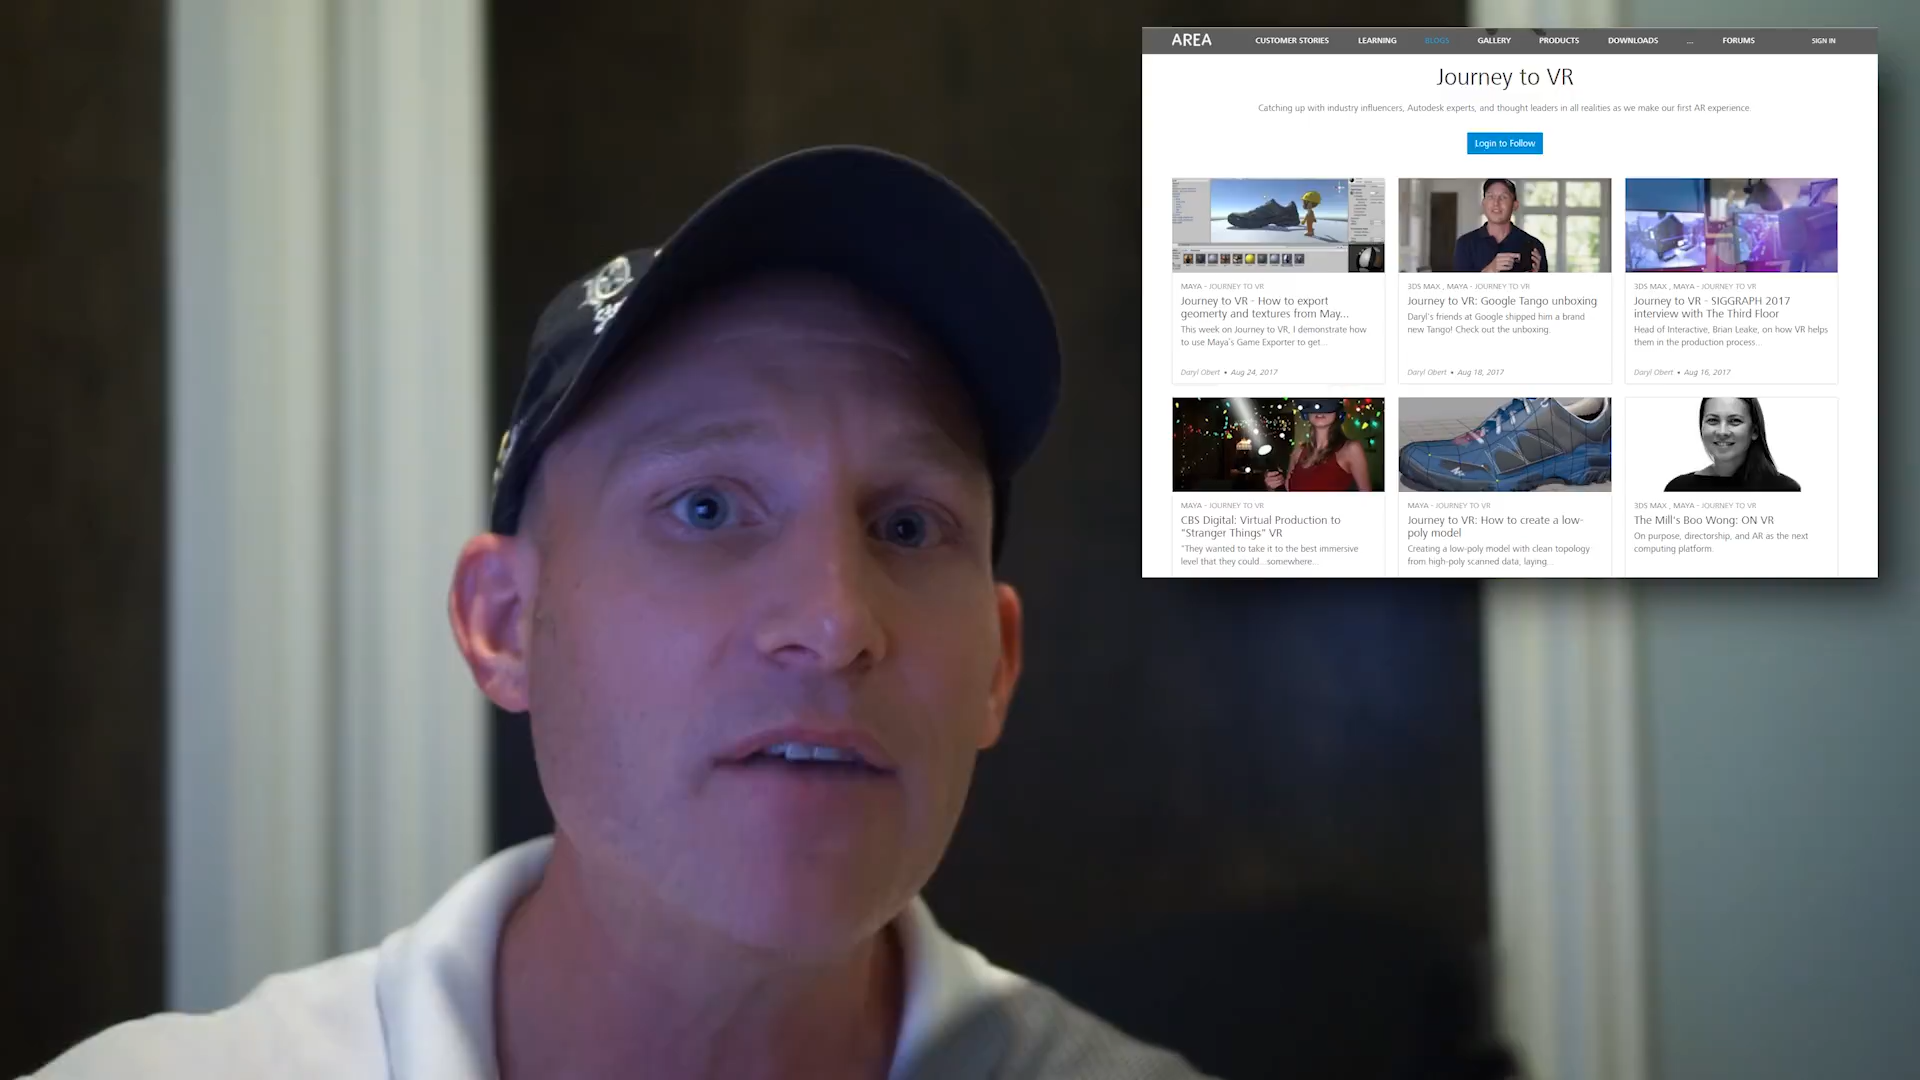 AREA CUSTOMER STORIES LEARNING BLOGS GALLERY PRODUCTS DOWNLOADS ... FORUMS SIGN IN
Journey to VR
Catching up with industry influencers, Autodesk experts, and thought leaders in all realities as we make our first AR experience
Login to Follow
MAYA - JOURNEY TO VR
Journey to VR - How to export
geomerty and textures from May...
This week on Journey to VR, I demonstrate how
to use Maya's Game Exporter to get...
Daryl Obert • Aug 24, 2017
3DS MAX , MAYA - JOURNEY TO VR
Journey to VR: Google Tango unboxing
Daryl's friends at Google shipped him a brand
new Tango! Check out the unboxing.
Daryl Obert • Aug 18, 2017
3DS MAX , MAYA - JOURNEY TO VR
Journey to VR - SIGGRAPH 2017
interview with The Third Floor
Head of Interactive, Brian Leake, on how VR helps
them in the production process...
Daryl Obert • Aug 16, 2017
MAYA - JOURNEY TO VR
CBS Digital: Virtual Production to
"Stranger Things" VR
"They wanted to take it to the best immersive
level that they could...somewhere...
MAYA - JOURNEY TO VR
Journey to VR: How to create a low-
poly model
Creating a low-poly model with clean topology
from high-poly scanned data, laying...
3DS MAX , MAYA - JOURNEY TO VR
The Mill's Boo Wong: ON VR
On purpose, directorship, and AR as the next
computing platform.